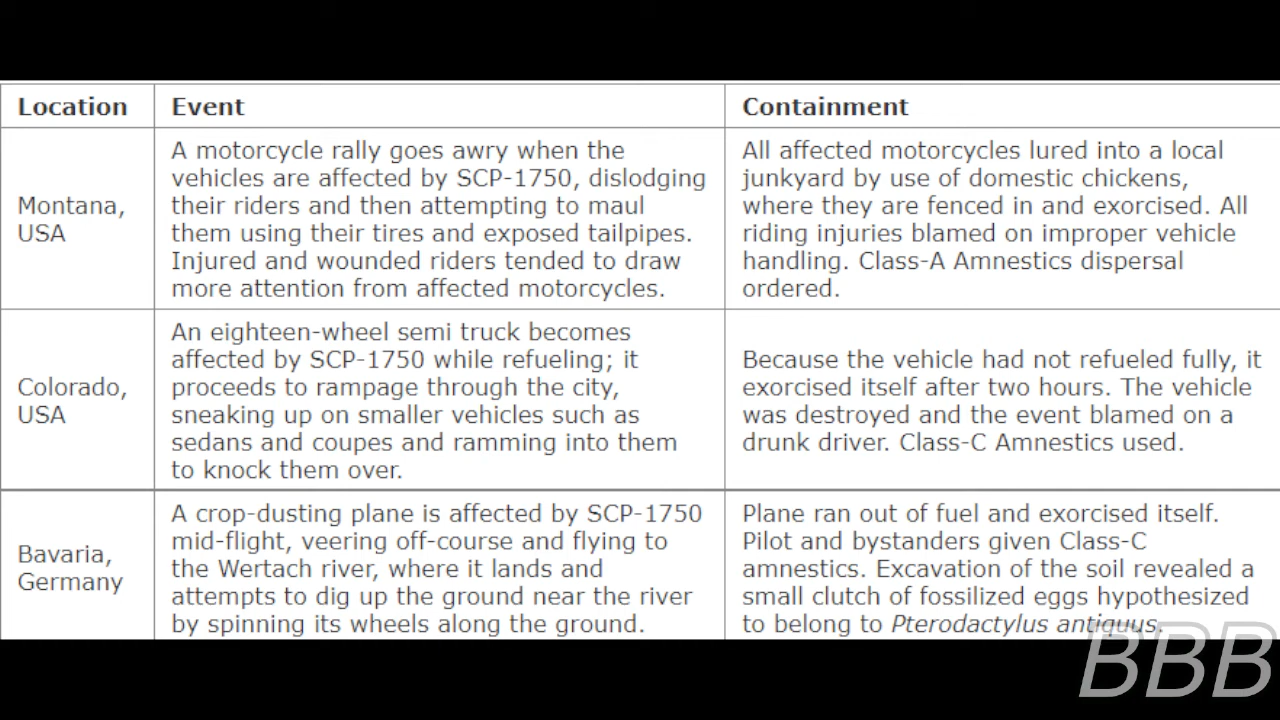 Location
Event
Containment
Montana,
USA
A motorcycle rally goes awry when the
vehicles are affected by SCP-1750, dislodging
their riders and then attempting to maul
them using their tires and exposed tailpipes.
Injured and wounded riders tended to draw
more attention from affected motorcycles.
All affected motorcycles lured into a local
junkyard by use of domestic chickens,
where they are fenced in and exorcised. All
riding injuries blamed on improper vehicle
handling. Class-A Amnestics dispersal
ordered.
Colorado,
USA
An eighteen-wheel semi truck becomes
affected by SCP-1750 while refueling; it
proceeds to rampage through the city,
sneaking up on smaller vehicles such as
sedans and coupes and ramming into them
to knock them over.
Because the vehicle had not refueled fully, it
exorcised itself after two hours. The vehicle
was destroyed and the event blamed on a
drunk driver. Class-C Amnestics used.
Bavaria,
Germany
A crop-dusting plane is affected by SCP-1750
mid-flight, veering off-course and flying to
the Wertach river, where it lands and
attempts to dig up the ground near the river
by spinning its wheels along the ground.
Plane ran out of fuel and exorcised itself.
Pilot and bystanders given Class-C
amnestics. Excavation of the soil revealed a
small clutch of fossilized eggs hypothesized
to belong to Pterodactylus antiquus.
BBB